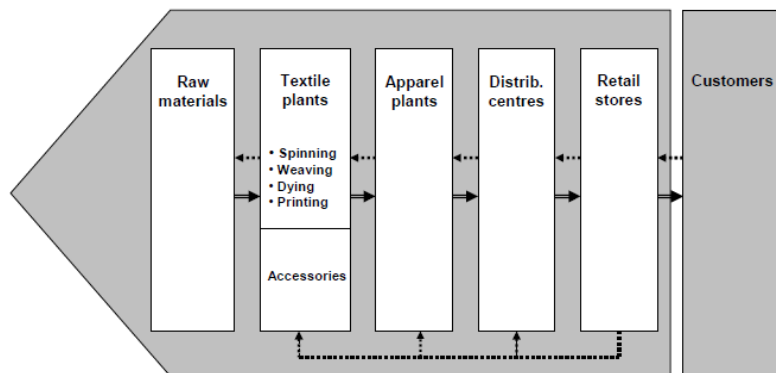 Raw
materials
Textile
plants
• Spinning
• Weaving
• Dying
• Printing
Accessories
Apparel
plants
Distrib.
centres
Retail
stores
Customers